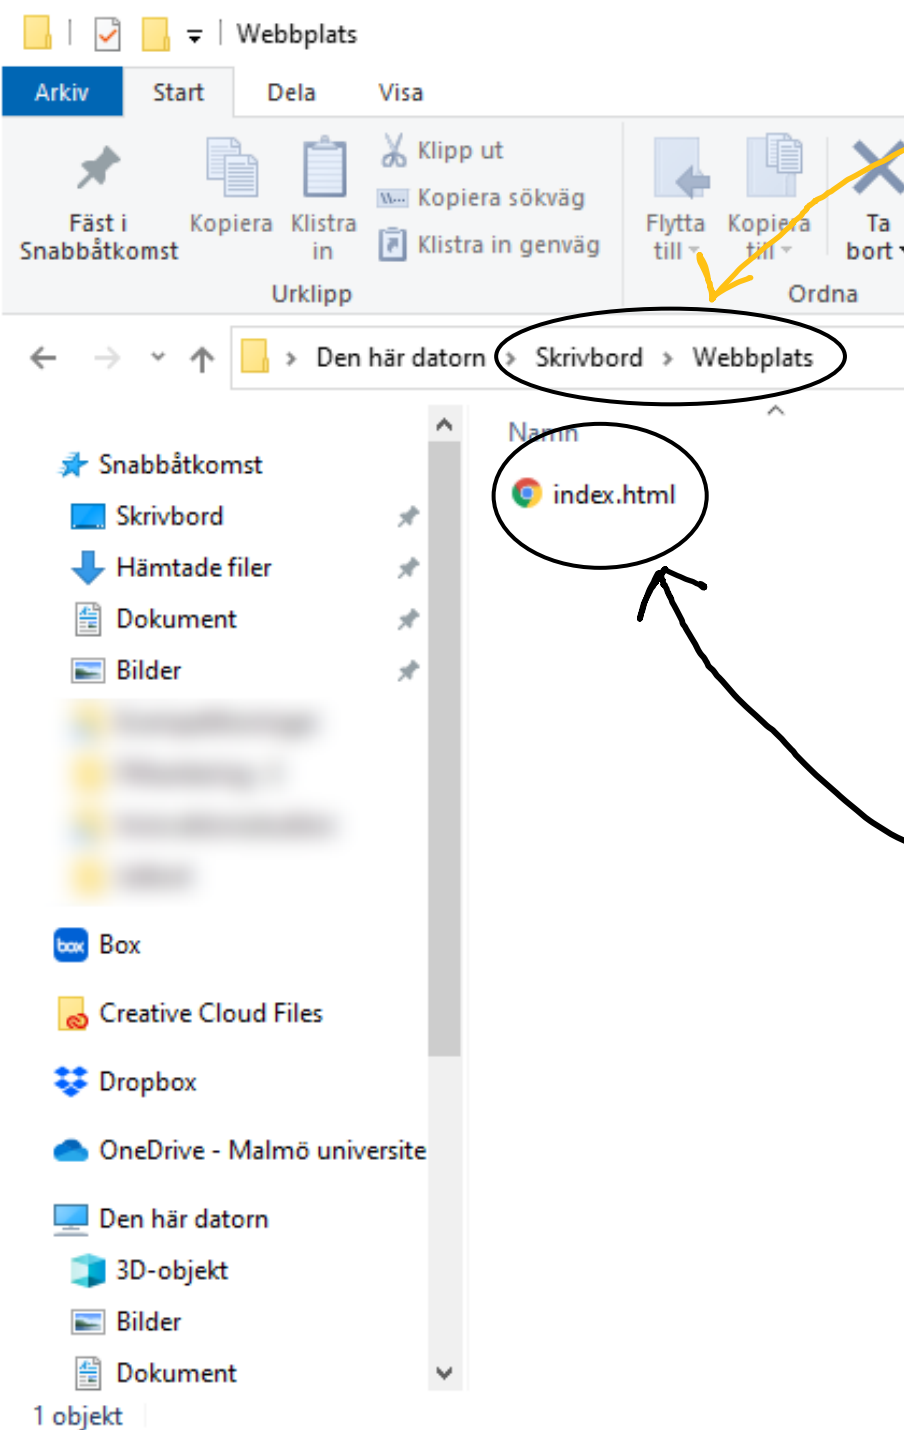 Webbplats
Arkiv Start Dela Visa
Fäst i Snabbåtkomst
Kopiera
Klistra in
Klipp ut
Kopiera sökväg
Klistra in genväg
Flytta till
Kopiera till
Ta bort
Urklipp
Ordna
Den här datorn Skrivbord Webbplats
Namn
index.html
Snabbåtkomst
Skrivbord
Hämtade filer
Dokument
Bilder
box Box
Creative Cloud Files
Dropbox
OneDrive - Malmö universite
Den här datorn
3D-objekt
Bilder
Dokument
1 objekt